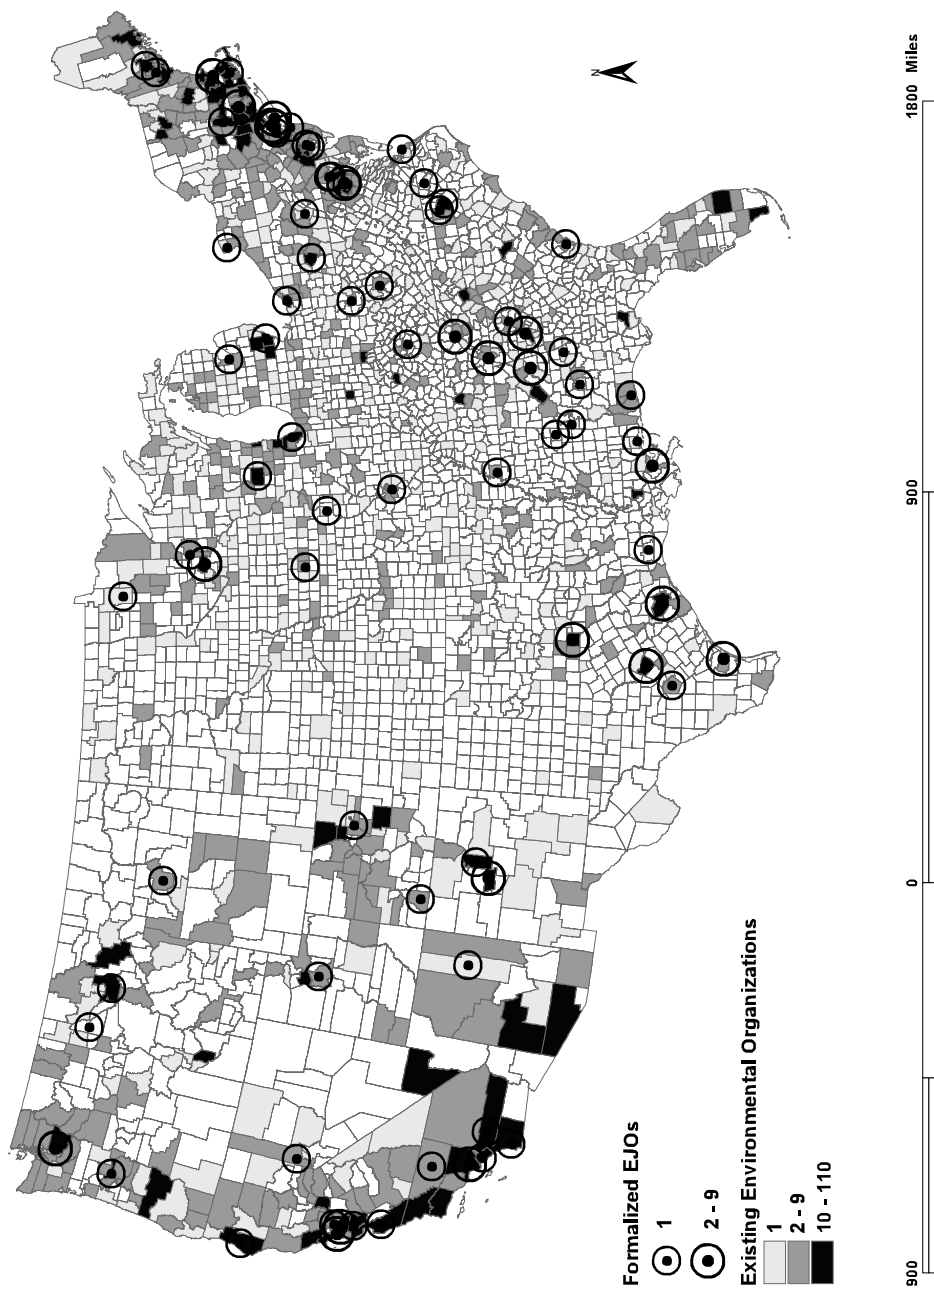 N
Formalized EJOs
1
2 - 9
Existing Environmental Organizations
1
2 - 9
10 - 110
900 0 900 1800 Miles